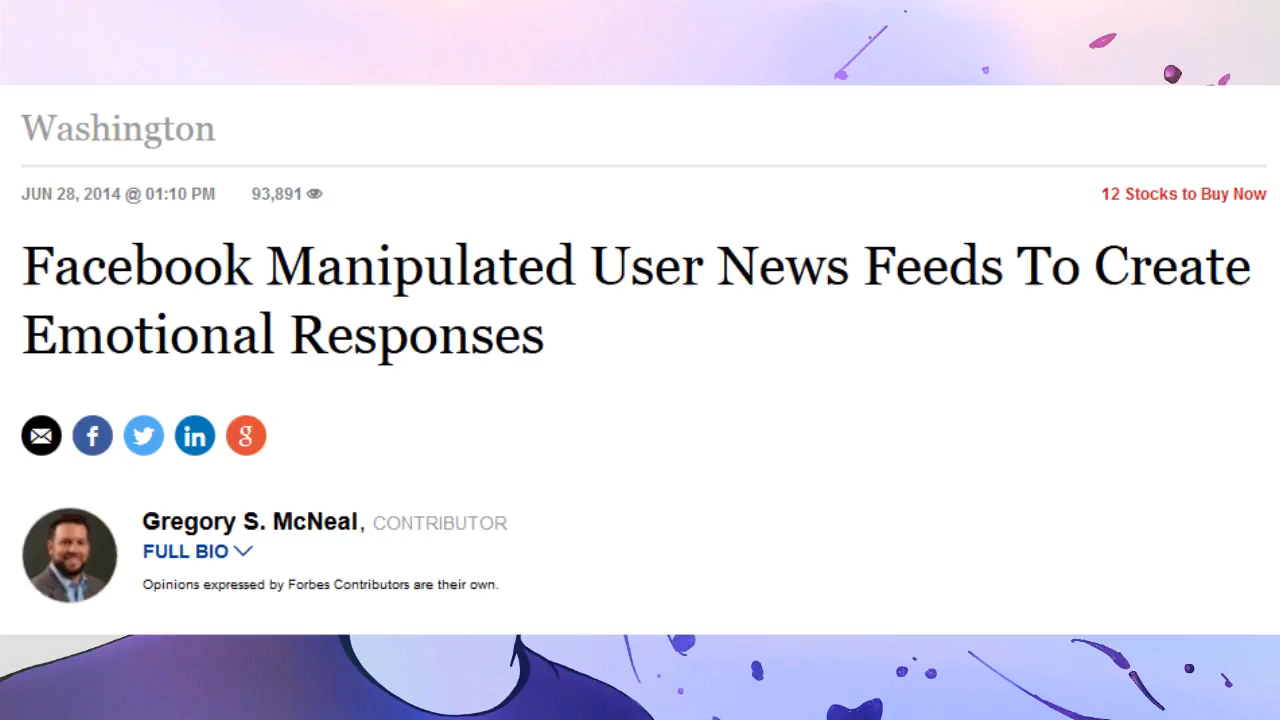 Washington
JUN 28, 2014 @ 01:10 PM 93,891
12 Stocks to Buy Now
Facebook Manipulated User News Feeds To Create
Emotional Responses
f in g
Gregory S. McNeal, CONTRIBUTOR
FULL BIO
Opinions expressed by Forbes Contributors are their own.